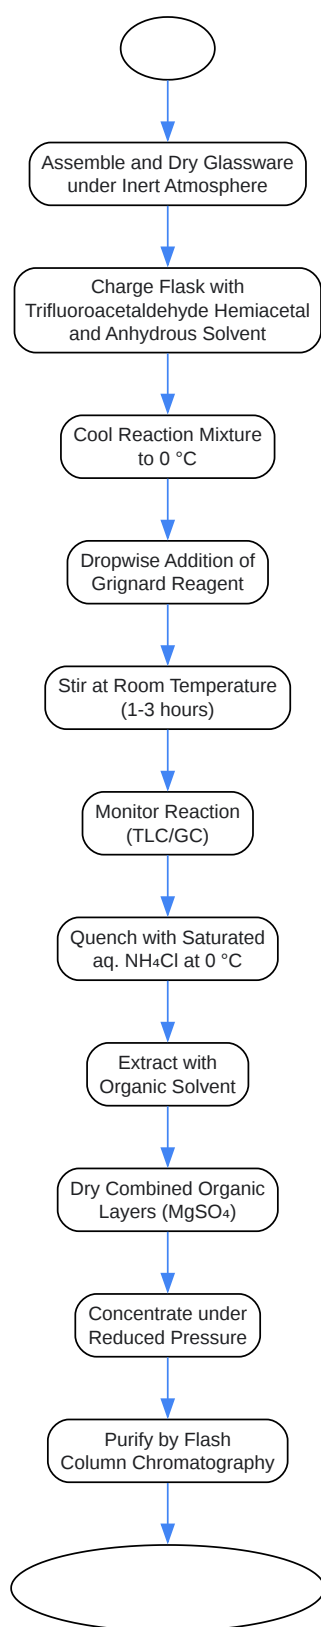 Assemble and Dry Glassware
under Inert Atmosphere
Charge Flask with
Trifluoroacetaldehyde Hemiacetal
and Anhydrous Solvent
Cool Reaction Mixture
to 0 °C
Dropwise Addition of
Grignard Reagent
Stir at Room Temperature
(1-3 hours)
Monitor Reaction
(TLC/GC)
Quench with Saturated
aq. NH₄Cl at 0 °C
Extract with
Organic Solvent
Dry Combined Organic
Layers (MgSO₄)
Concentrate under
Reduced Pressure
Purify by Flash
Column Chromatography